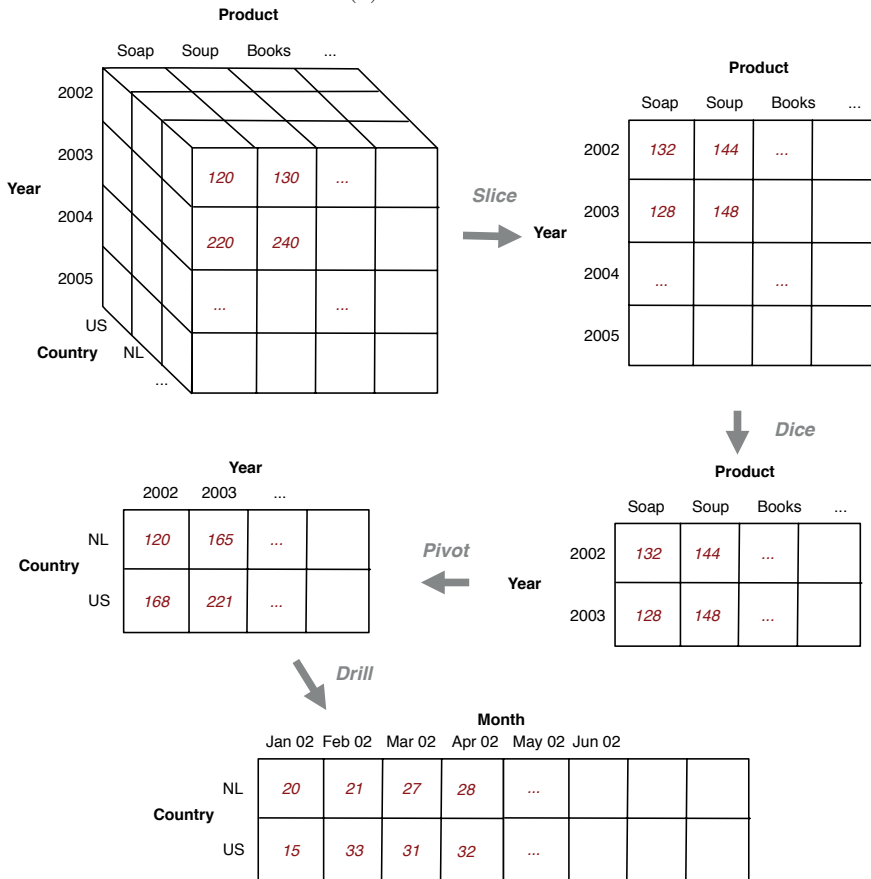 Product
Soap Soup Books ...
2002
2003
Year
2004
2005
US
Country NL
...
120 130 ...
220 240
... ...
Slice
Product
Soap Soup Books ...
2002 132 144 ...
2003 128 148
Year
2004 ... ...
2005
Dice
Product
Soap Soup Books ...
2002 132 144 ...
Year
2003 128 148 ...
Pivot
Year
2002 2003 ...
NL 120 165 ...
Country
US 168 221 ...
Drill
Month
Jan 02 Feb 02 Mar 02 Apr 02 May 02 Jun 02
NL 20 21 27 28 ...
Country
US 15 33 31 32 ...